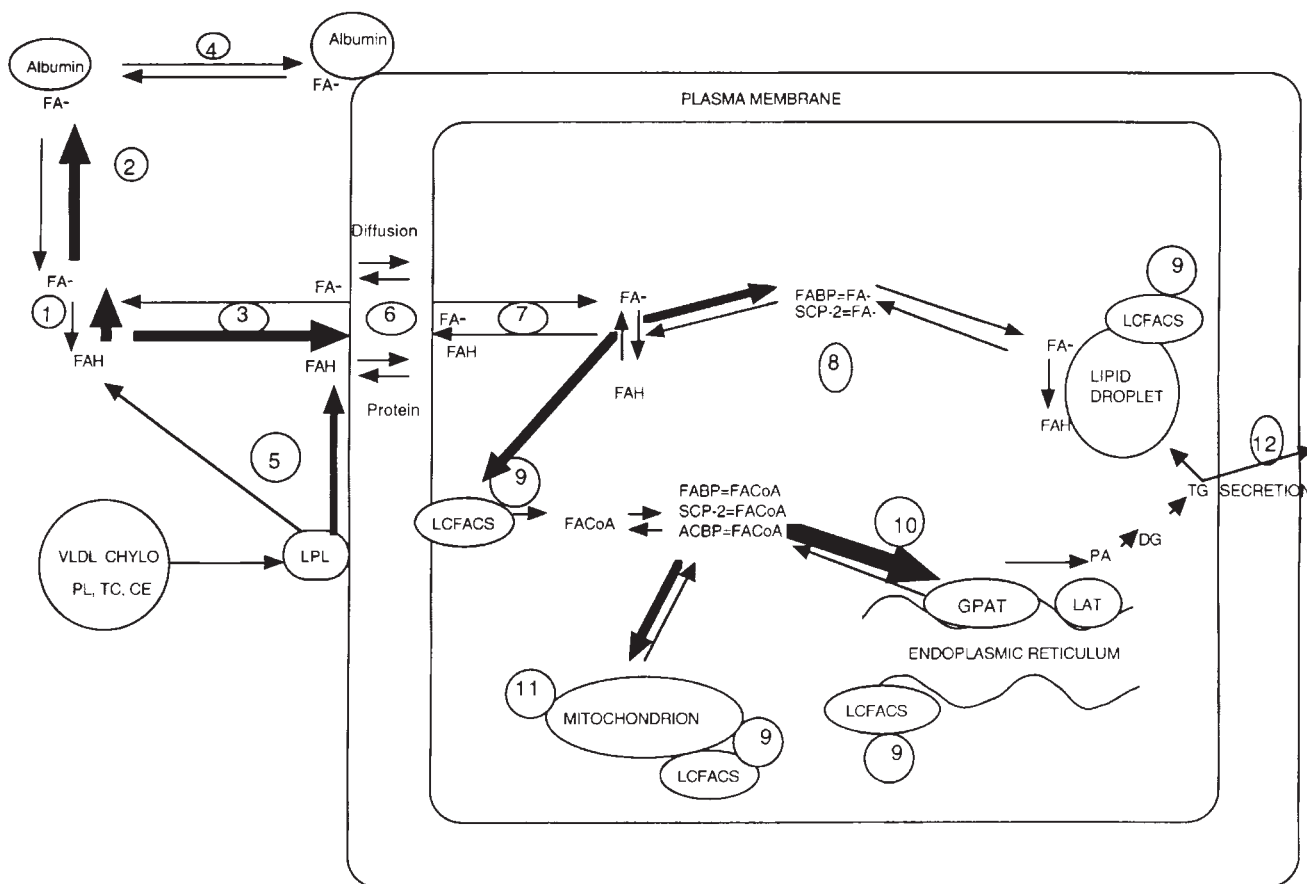 Albumin
FA-
4
Albumin
FA-
PLASMA MEMBRANE
2
FA-
1
FAH
3
FA-
FAH
Diffusion
6
Protein
FA-
FAH
7
FA-
FAH
FABP=FA-
SCP-2=FA-
8
9
LCFACS
FA-
FAH
LIPID
DROPLET
12
TG SECRETION
5
VLDL CHYLO
PL, TC, CE
LPL
9
LCFACS
FACoA
FABP=FACoA
SCP-2=FACoA
ACBP=FACoA
10
PA
DG
GPAT
LAT
ENDOPLASMIC RETICULUM
11
MITOCHONDRION
9
LCFACS
LCFACS
9